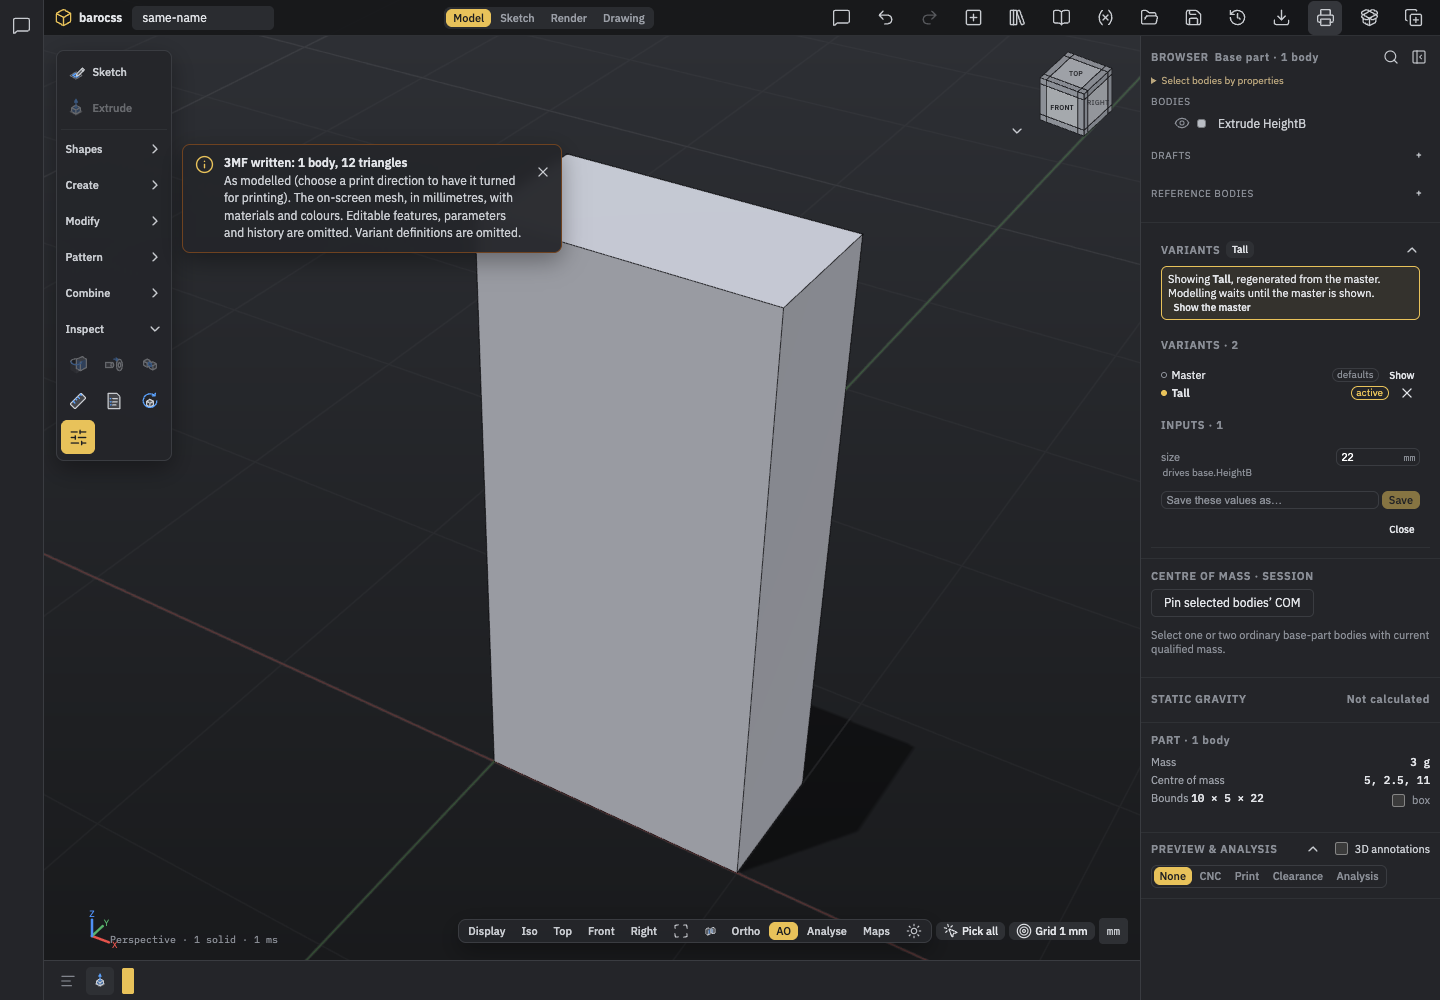 barocss
same-name
Model
Sketch
Render
Drawing
Sketch
Extrude
Shapes
Create
Modify
Pattern
Combine
Inspect
3MF written: 1 body, 12 triangles
As modelled (choose a print direction to have it turned
for printing). The on-screen mesh, in millimetres, with
materials and colours. Editable features, parameters
and history are omitted. Variant definitions are omitted.
TOP
FRONT
RIGHT
BROWSER Base part · 1 body
Select bodies by properties
BODIES
Extrude HeightB
DRAFTS
REFERENCE BODIES
VARIANTS Tall
Showing Tall, regenerated from the master.
Modelling waits until the master is shown.
Show the master
VARIANTS · 2
Master defaults Show
Tall active
INPUTS · 1
size 22 mm
drives base.HeightB
Save these values as... Save
Close
CENTRE OF MASS · SESSION
Pin selected bodies’ COM
Select one or two ordinary base-part bodies with current
qualified mass.
STATIC GRAVITY Not calculated
PART · 1 body
Mass 3 g
Centre of mass 5, 2.5, 11
Bounds 10 × 5 × 22 box
PREVIEW & ANALYSIS 3D annotations
None CNC Print Clearance Analysis
Z
Y
X
Perspective · 1 solid · 1 ms
Display Iso Top Front Right Ortho AO Analyse Maps Pick all Grid 1 mm mm